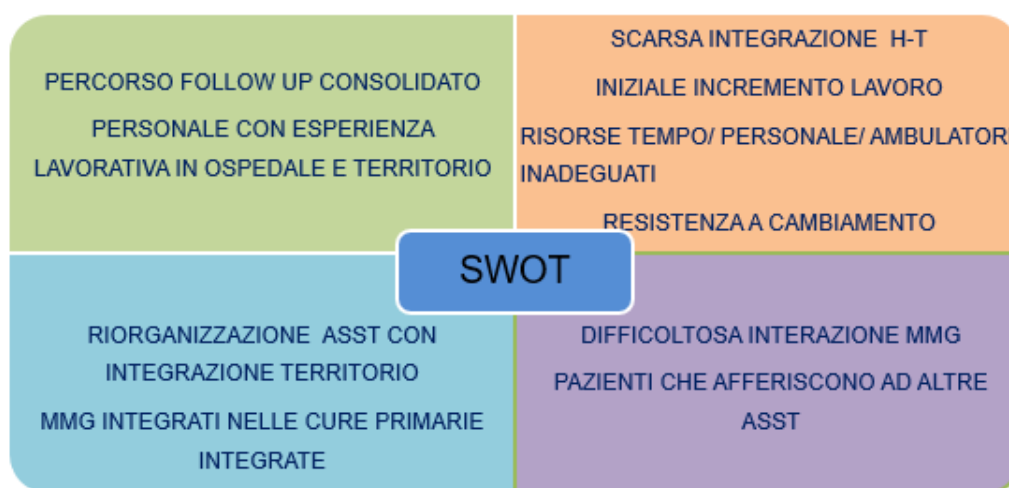 PERCORSO FOLLOW UP CONSOLIDATO
PERSONALE CON ESPERIENZA
LAVORATIVA IN OSPEDALE E TERRITORIO
SCARSA INTEGRAZIONE H-T
INIZIALE INCREMENTO LAVORO
RISORSE TEMPO/ PERSONALE/ AMBULATORI
INADEGUATI
RESISTENZA A CAMBIAMENTO
SWOT
RIORGANIZZAZIONE ASST CON
INTEGRAZIONE TERRITORIO
MMG INTEGRATI NELLE CURE PRIMARIE
INTEGRATE
DIFFICOLTOSA INTERAZIONE MMG
PAZIENTI CHE AFFERISCONO AD ALTRE
ASST